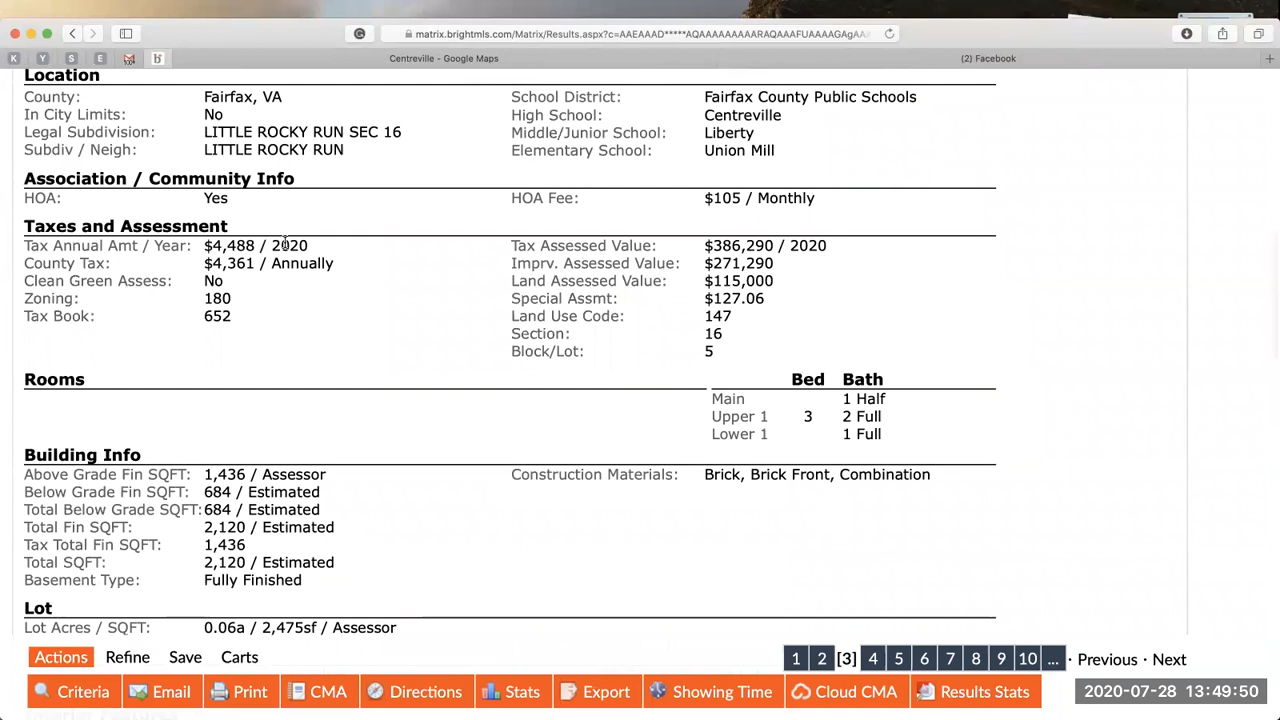 matrix.brightmls.com/Matrix/Results.aspx?c=AAEAAAD*****AQAAAAAAAAARAQAAAFUAAAAGAgAA
K Y S E
Centreville - Google Maps (2) Facebook
Location
County: Fairfax, VA School District: Fairfax County Public Schools
In City Limits: No High School: Centreville
Legal Subdivision: LITTLE ROCKY RUN SEC 16 Middle/Junior School: Liberty
Subdiv / Neigh: LITTLE ROCKY RUN Elementary School: Union Mill
Association / Community Info
HOA: Yes HOA Fee: $105 / Monthly
Taxes and Assessment
Tax Annual Amt / Year: $4,488 / 2020 Tax Assessed Value: $386,290 / 2020
County Tax: $4,361 / Annually Imprv. Assessed Value: $271,290
Clean Green Assess: No Land Assessed Value: $115,000
Zoning: 180 Special Assmt: $127.06
Tax Book: 652 Land Use Code: 147
Section: 16
Block/Lot: 5
Rooms Bed Bath
Main 1 Half
Upper 1 3 2 Full
Lower 1 1 Full
Building Info
Above Grade Fin SQFT: 1,436 / Assessor Construction Materials: Brick, Brick Front, Combination
Below Grade Fin SQFT: 684 / Estimated
Total Below Grade SQFT: 684 / Estimated
Total Fin SQFT: 2,120 / Estimated
Tax Total Fin SQFT: 1,436
Total SQFT: 2,120 / Estimated
Basement Type: Fully Finished
Lot
Lot Acres / SQFT: 0.06a / 2,475sf / Assessor
Actions Refine Save Carts 1 2 [3] 4 5 6 7 8 9 10 ... · Previous · Next
Criteria Email Print CMA Directions Stats Export Showing Time Cloud CMA Results Stats 2020-07-28 13:49:50